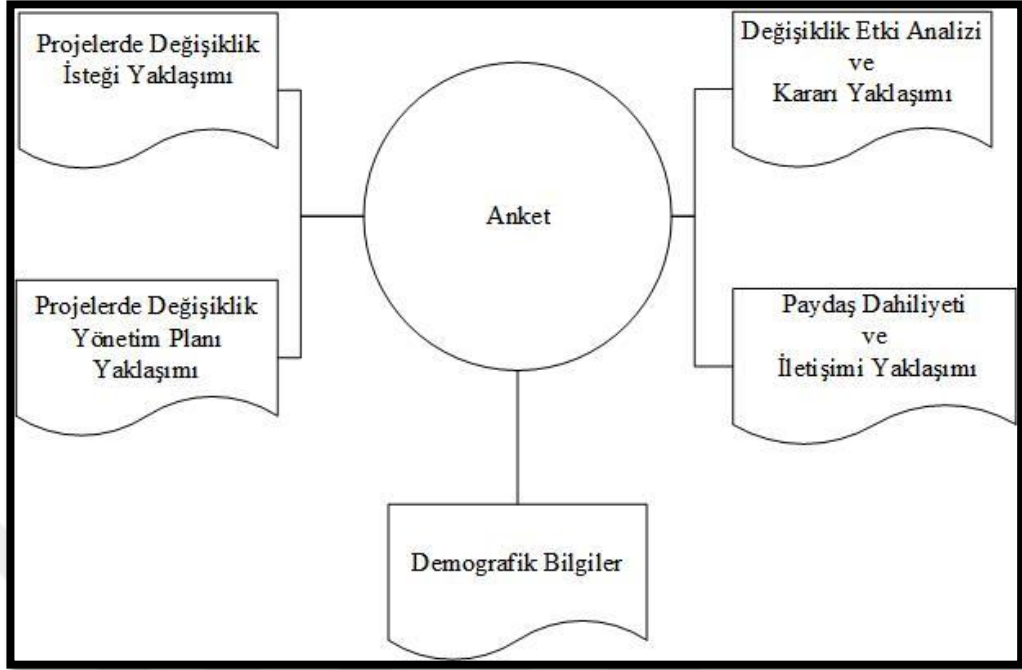 Projelerde Değişiklik
İsteği Yaklaşımı
Değişiklik Etki Analizi
ve
Kararı Yaklaşımı
Anket
Projelerde Değişiklik
Yönetim Planı
Yaklaşımı
Paydaş Dahiliyeti
ve
İletişimi Yaklaşımı
Demografik Bilgiler